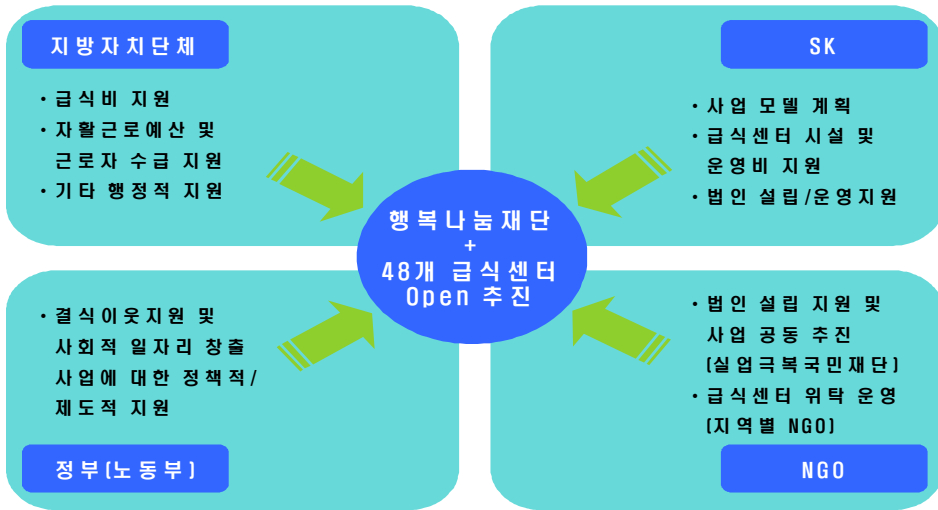 지방자치단체
· 급식비 지원
· 자활근로예산 및
근로자 수급 지원
· 기타 행정적 지원
SK
· 사업 모델 계획
· 급식센터 시설 및
운영비 지원
· 법인 설립/운영지원
행복나눔재단
+
48개 급식센터
Open 추진
· 결식이웃지원 및
사회적 일자리 창출
사업에 대한 정책적/
제도적 지원
정부(노동부)
· 법인 설립 지원 및
사업 공동 추진
(실업극복국민재단)
· 급식센터 위탁 운영
(지역별 NGO)
NGO